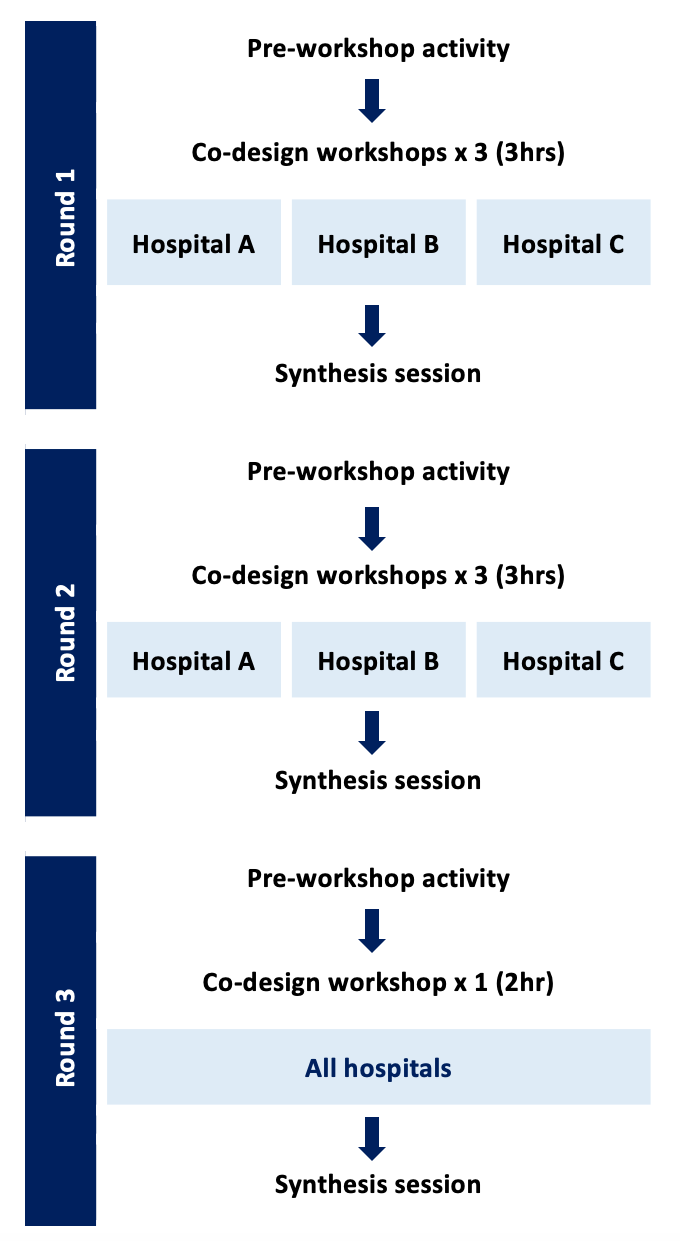 Round 1
Pre-workshop activity
Co-design workshops x 3 (3hrs)
Hospital A
Hospital B
Hospital C
Synthesis session
Round 2
Pre-workshop activity
Co-design workshops x 3 (3hrs)
Hospital A
Hospital B
Hospital C
Synthesis session
Round 3
Pre-workshop activity
Co-design workshop x 1 (2hr)
All hospitals
Synthesis session